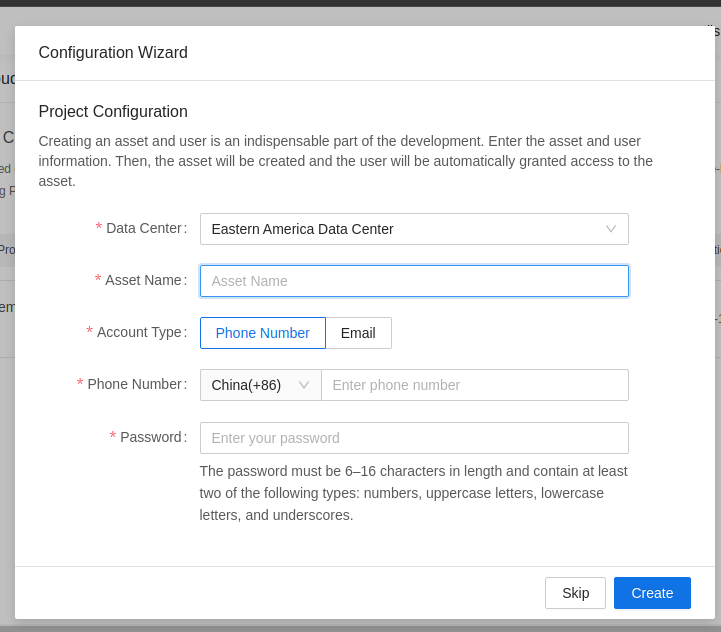 Configuration Wizard
Project Configuration
Creating an asset and user is an indispensable part of the development. Enter the asset and user
information. Then, the asset will be created and the user will be automatically granted access to the
asset.
* Data Center: Eastern America Data Center
* Asset Name: Asset Name
* Account Type: Phone Number Email
* Phone Number: China(+86) Enter phone number
* Password: Enter your password
The password must be 6–16 characters in length and contain at least
two of the following types: numbers, uppercase letters, lowercase
letters, and underscores.
Skip Create